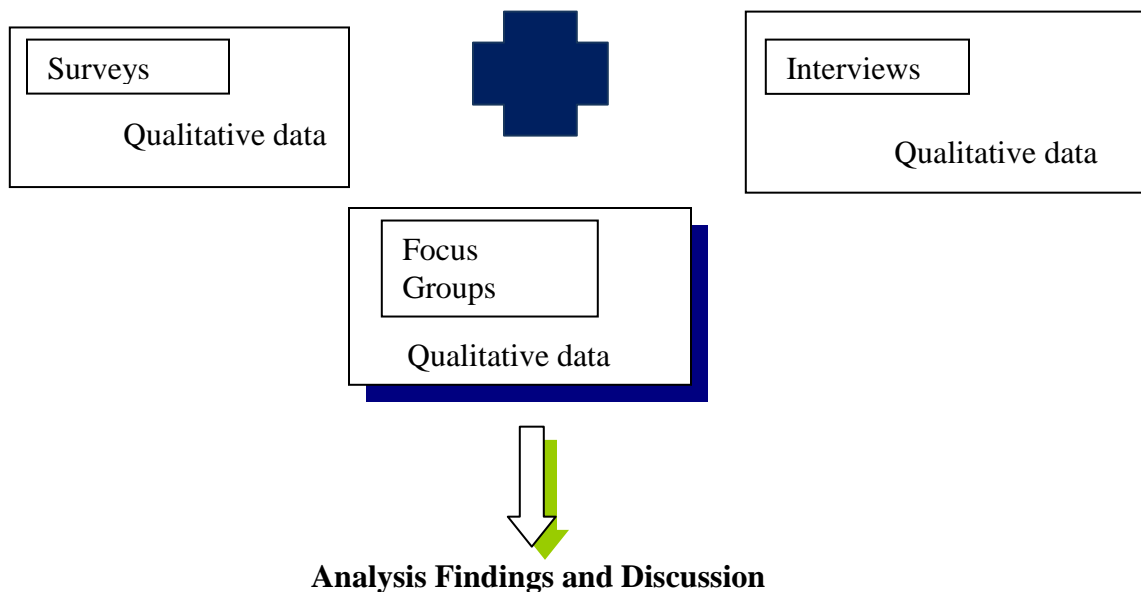 Surveys
Qualitative data
Interviews
Qualitative data
Focus
Groups
Qualitative data
Analysis Findings and Discussion